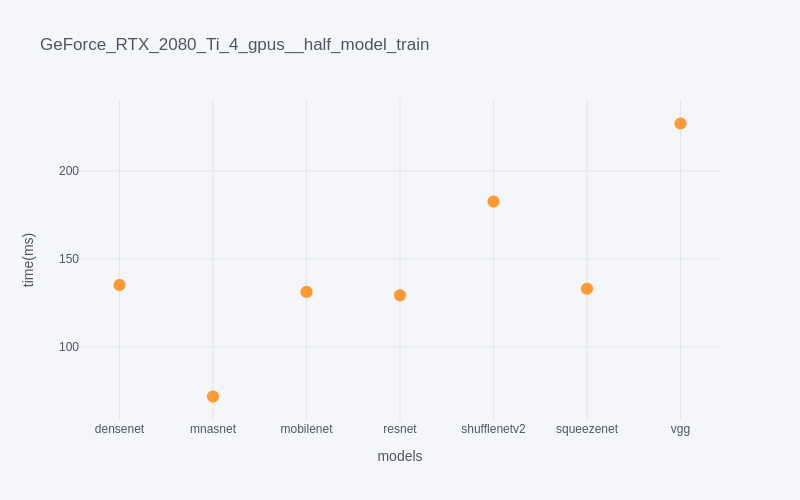 GeForce_RTX_2080_Ti_4_gpus__half_model_train
time(ms)
200
150
100
densenet mnasnet mobilenet resnet shufflenetv2 squeezenet vgg
models